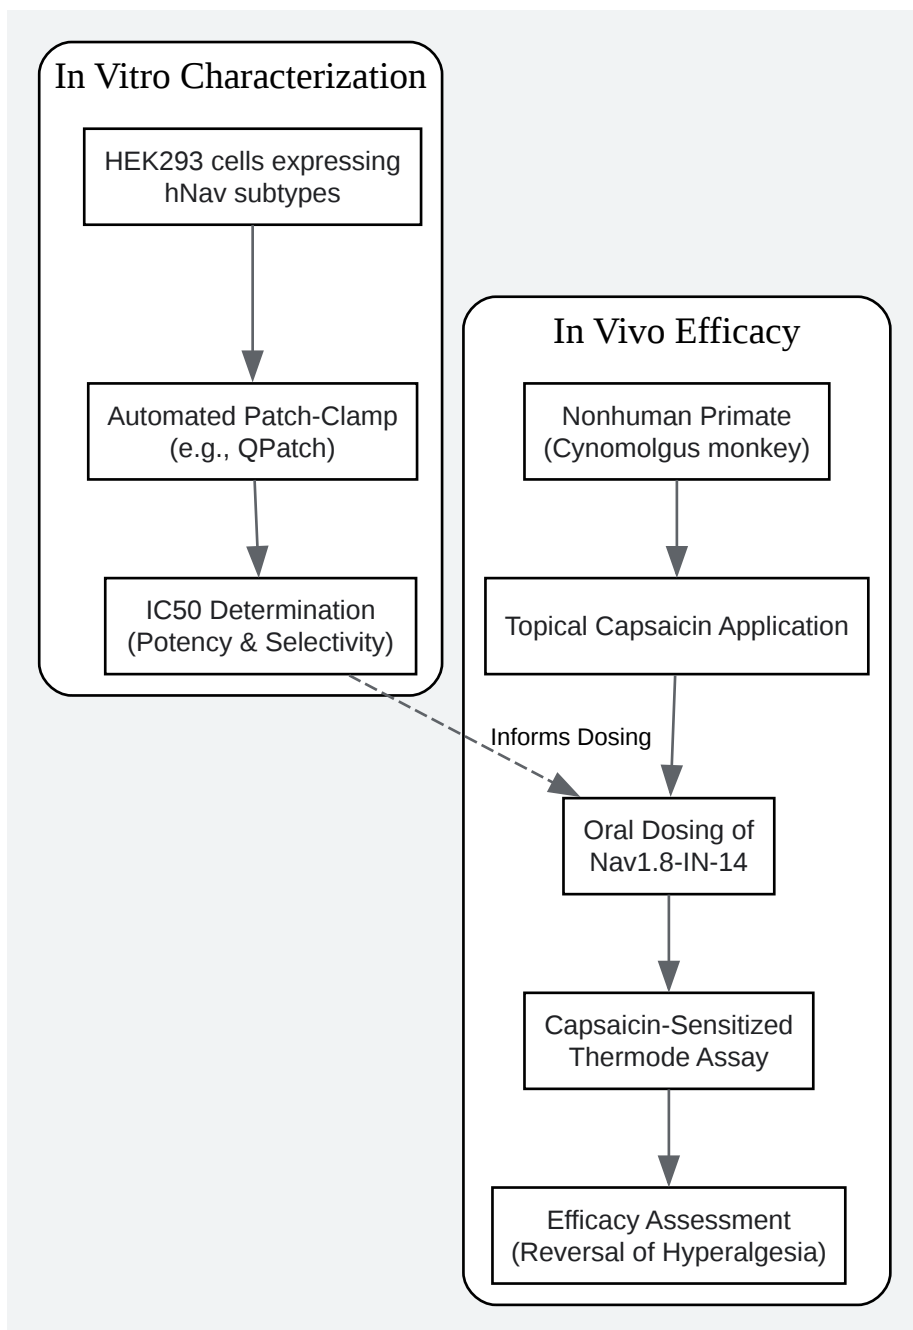 In Vitro Characterization
HEK293 cells expressing
hNav subtypes
Automated Patch-Clamp
(e.g., QPatch)
IC50 Determination
(Potency & Selectivity)
Informs Dosing
In Vivo Efficacy
Nonhuman Primate
(Cynomolgus monkey)
Topical Capsaicin Application
Oral Dosing of
Nav1.8-IN-14
Capsaicin-Sensitized
Thermode Assay
Efficacy Assessment
(Reversal of Hyperalgesia)